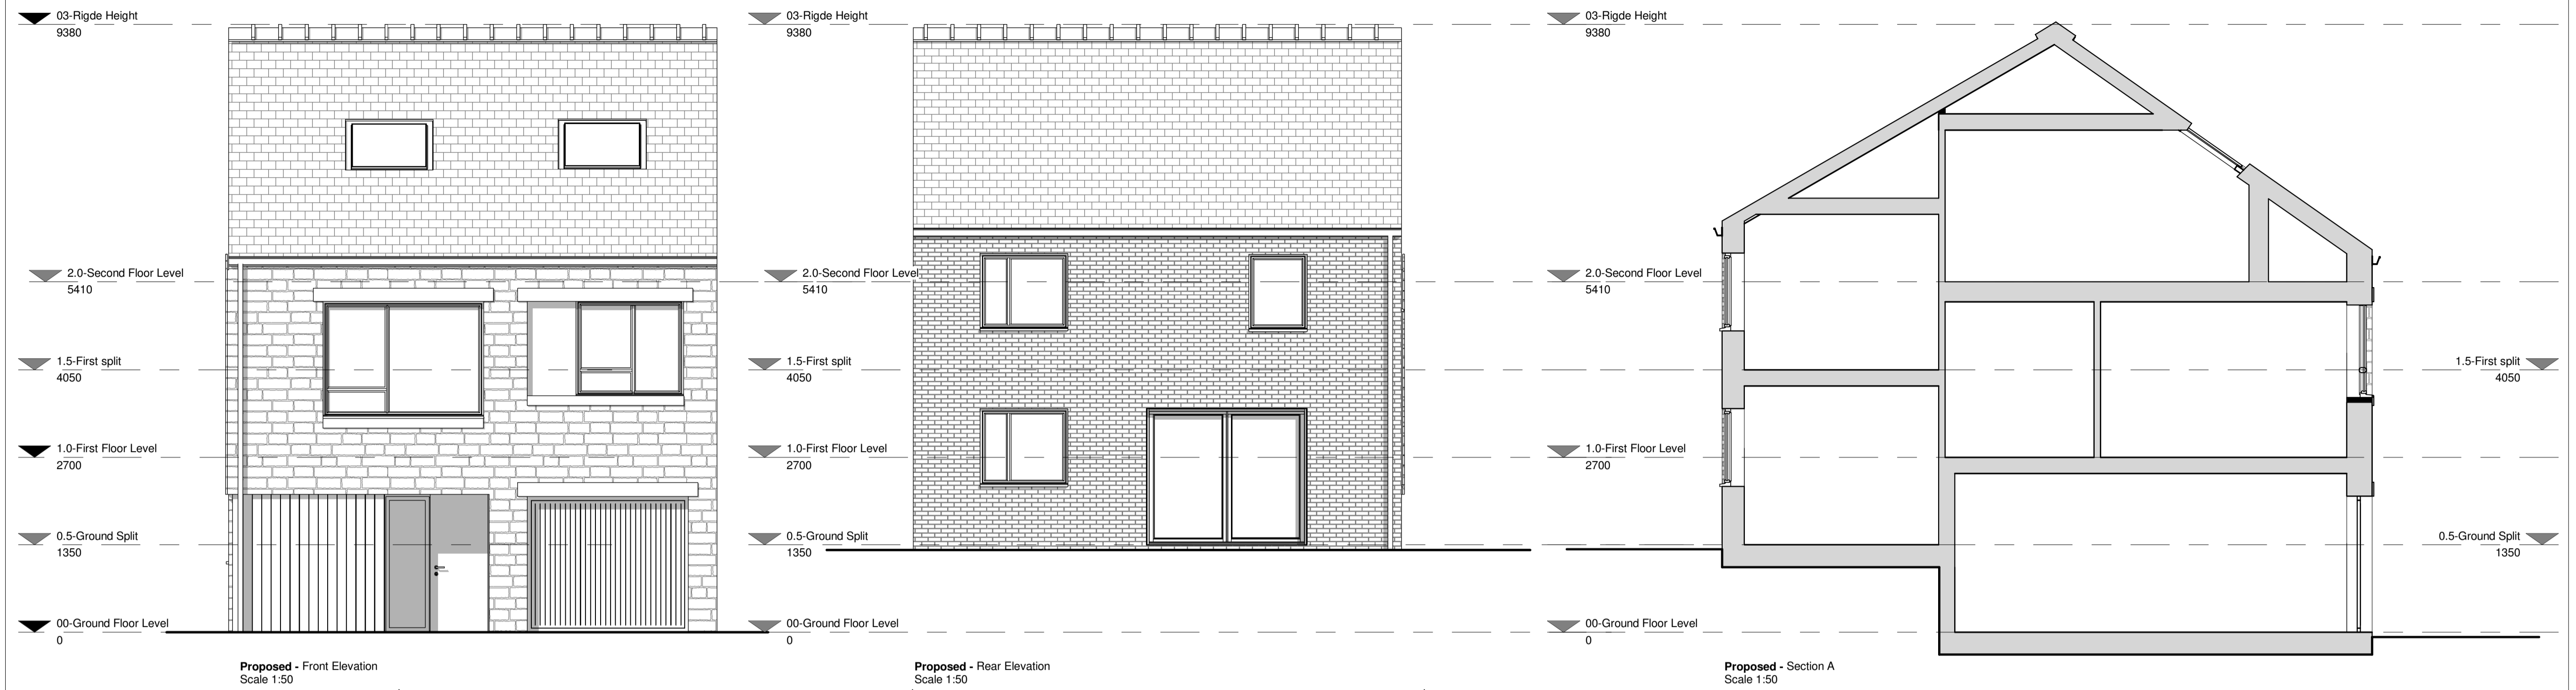 03-Rigde Height
9380
2.0-Second Floor Level
5410
1.5-First split
4050
1.0-First Floor Level
2700
0.5-Ground Split
1350
00-Ground Floor Level
0
Proposed - Front Elevation
Scale 1:50
03-Rigde Height
9380
2.0-Second Floor Level
5410
1.5-First split
4050
1.0-First Floor Level
2700
0.5-Ground Split
1350
00-Ground Floor Level
0
Proposed - Rear Elevation
Scale 1:50
03-Rigde Height
9380
2.0-Second Floor Level
5410
1.0-First Floor Level
2700
00-Ground Floor Level
0
1.5-First split
4050
0.5-Ground Split
1350
Proposed - Section A
Scale 1:50